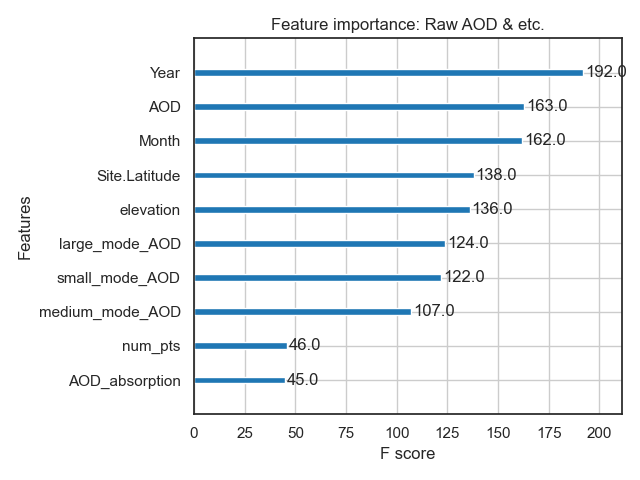 Feature importance: Raw AOD & etc.
Features
Year 192.0
AOD 163.0
Month 162.0
Site.Latitude 138.0
elevation 136.0
large_mode_AOD 124.0
small_mode_AOD 122.0
medium_mode_AOD 107.0
num_pts 46.0
AOD_absorption 45.0
0 25 50 75 100 125 150 175 200
F score